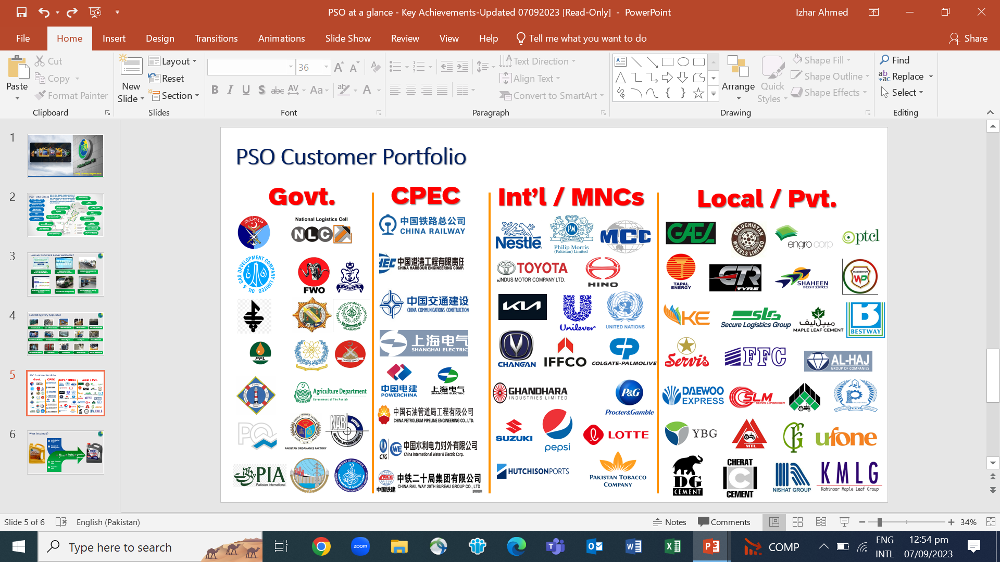 PSO at a glance - Key Achievements-Updated 07092023 [Read-Only] - PowerPoint
Izhar Ahmed
File
Home
Insert
Design
Transitions
Animations
Slide Show
Review
View
Help
Tell me what you want to do
Share
Paste
Cut
Copy
Format Painter
Clipboard
New Slide
Layout
Reset
Section
Slides
36
Font
Text Direction
Align Text
Convert to SmartArt
Paragraph
Arrange
Quick Styles
Shape Fill
Shape Outline
Shape Effects
Drawing
Find
Replace
Select
Editing
1
2
3
4
5
6
PSO Customer Portfolio
Govt.
National Logistics Cell
NLC
OIL & GAS DEVELOPMENT COMPANY LIMITED
FWO
PAKISTAN
CAPITAL DEVELOPMENT AUTHORITY
ISLAMABAD
PPL
FRONTIER CORPS
Agriculture Department
Government of The Punjab
PQ
PAKISTAN ORDANANCE FACTORY
NAB
PIA
Pakistan International
CPEC
中国铁路总公司
CHINA RAILWAY
中国港湾工程有限责任
CHINA HARBOUR ENGINEERING COMP
中国交通建设
CHINA COMMUNICATIONS CONSTRUCTION
上海电气
SHANGHAI ELECTRIC
中国电建
POWERCHINA
上海电气
SHANGHAI ELECTRIC
中国石油管道局工程有限公司
CHINA PETROLEUM PIPELINE ENGINEERING CO., LTD.
CTG
CWE
中国水利电力对外有限公司
China International Water & Electric Corp.
CRCC
中国铁建
中铁二十局集团有限公司
CHINA RAIL WAY 20TH BUREAU GROUP CO., LTD
Int'l / MNCs
Nestlé
PM
Philip Morris
(Pakistan) Limited
MCC
TOYOTA
INDUS MOTOR COMPANY LTD.
HINO
KIA
Unilever
UNITED NATIONS
CHANGAN
IFFCO
COLGATE-PALMOLIVE
GHANDHARA
INDUSTRIES LIMITED
P&G
Procter&Gamble
SUZUKI
pepsi
LOTTE
HUTCHISONPORTS
PAKISTAN TOBACCO
COMPANY
Local / Pvt.
BALUCHISTAN
WHEELS LIMITED
engro corp
ptcl
TAPAL
ENERGY
GTR
TYRE
SHAHEEN
FREIGHT SERVICES
WACKENHUT
WP
KE
SLG
Secure Logistics Group
میپل لیف
MAPLE LEAF CEMENT
B
BESTWAY
Servis
FFC
AL-HAJ
GROUP OF COMPANIES
DAEWOO
EXPRESS
SLM
SERVIS LONGMARCH
YBG
MTL
ufone
DG
CEMENT
CHERAT
C
CEMENT
NISHAT GROUP
KMLG
Kohinoor Maple Leaf Group
Slide 5 of 6
English (Pakistan)
Notes
Comments
34%
Type here to search
zoom
COMP
ENG
INTL
12:54 pm
07/09/2023